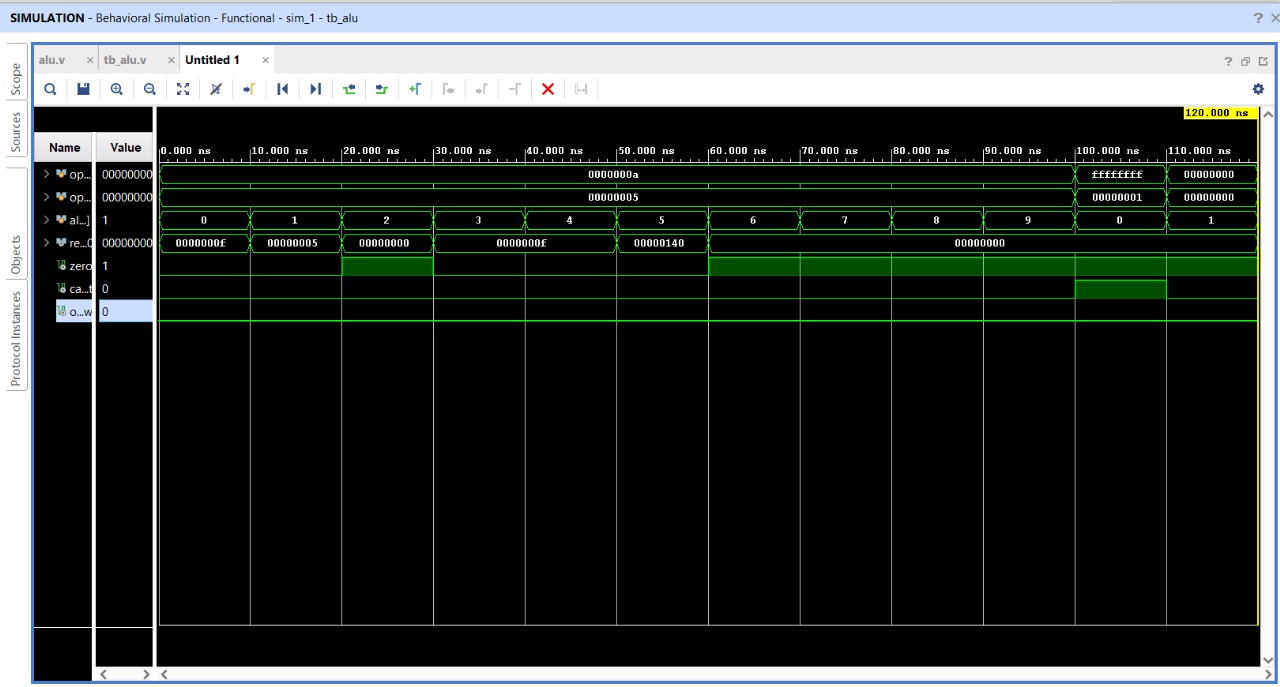 SIMULATION - Behavioral Simulation - Functional - sim_1 - tb_alu ? ×
Scope
Sources
Objects
Protocol Instances
alu.v × tb_alu.v × Untitled 1 ×
?
120.000 ns
Name Value
0.000 ns 10.000 ns 20.000 ns 30.000 ns 40.000 ns 50.000 ns 60.000 ns 70.000 ns 80.000 ns 90.000 ns 100.000 ns 110.000 ns
op... 00000000 0000000a ffffffff 00000000
op... 00000000 00000005 00000001 00000000
al...] 1 0 1 2 3 4 5 6 7 8 9 0 1
re...0 00000000 0000000f 00000005 00000000 0000000f 00000140 00000000
zero 1
ca...t 0
o...w 0